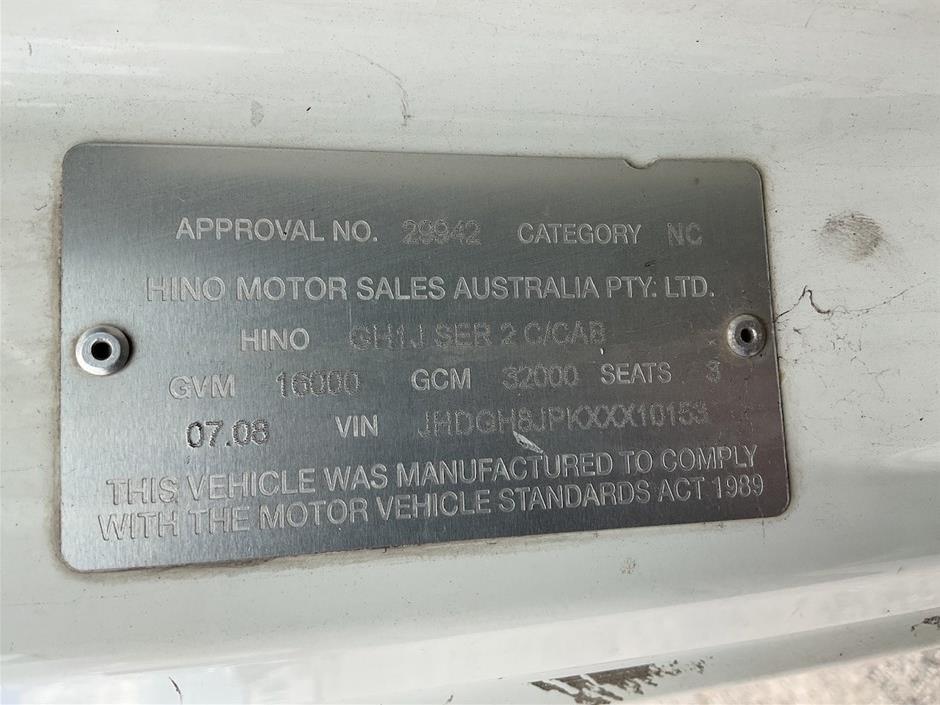 APPROVAL NO. 29942 CATEGORY NC
HINO MOTOR SALES AUSTRALIA PTY. LTD.
HINO GH1J SER 2 C/CAB
GVM 16000 GCM 32000 SEATS 3
07.08 VIN JHDGH8JPKXXX10153
THIS VEHICLE WAS MANUFACTURED TO COMPLY
WITH THE MOTOR VEHICLE STANDARDS ACT 1989